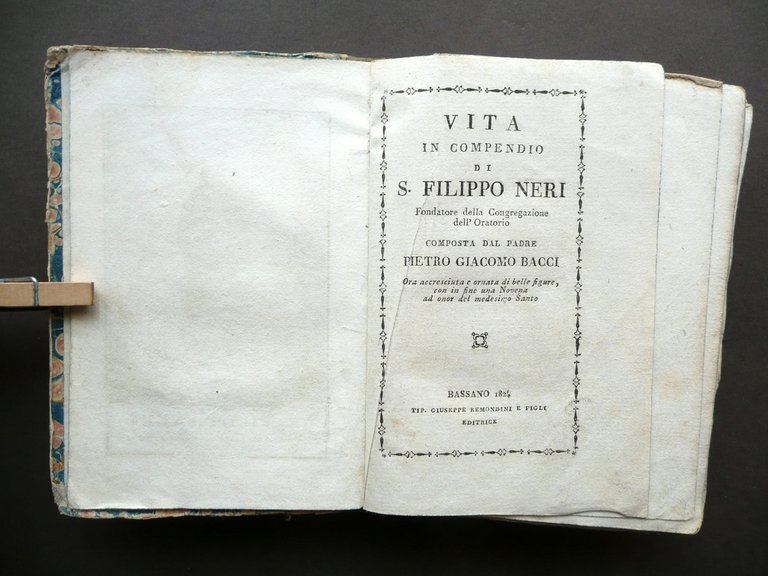 VITA
IN COMPENDIO
DI
S. FILIPPO NERI
Fondatore della Congregazione
dell' Oratorio
COMPOSTA DAL PADRE
PIETRO GIACOMO BACCI
Ora accresciuta e ornata di belle figure,
con in fine una Novena
ad onor del medesimo Santo
BASSANO 1824
TIP. GIUSEPPE REMONDINI E FIGLI
EDITRICE